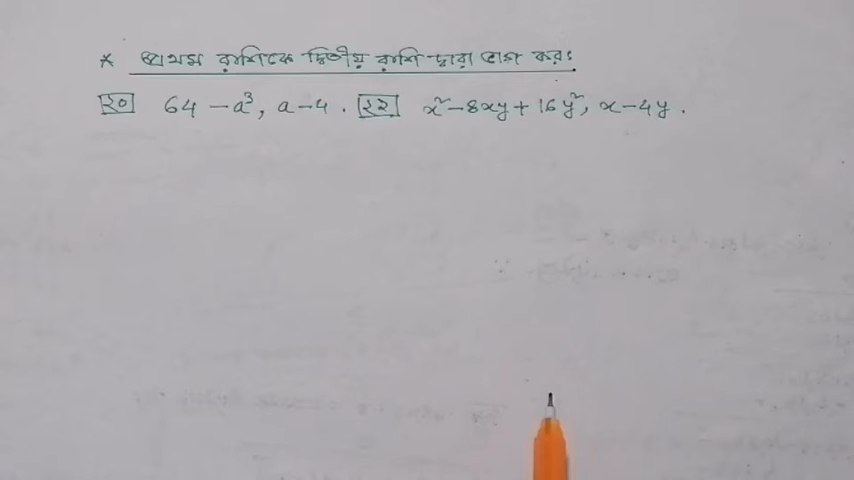 * প্রথম রাশিকে দ্বিতীয় রাশি দ্বারা ভাগ কর:
২০ 64 - a³, a - 4 . ২২ x² - 8xy + 16y², x - 4y .